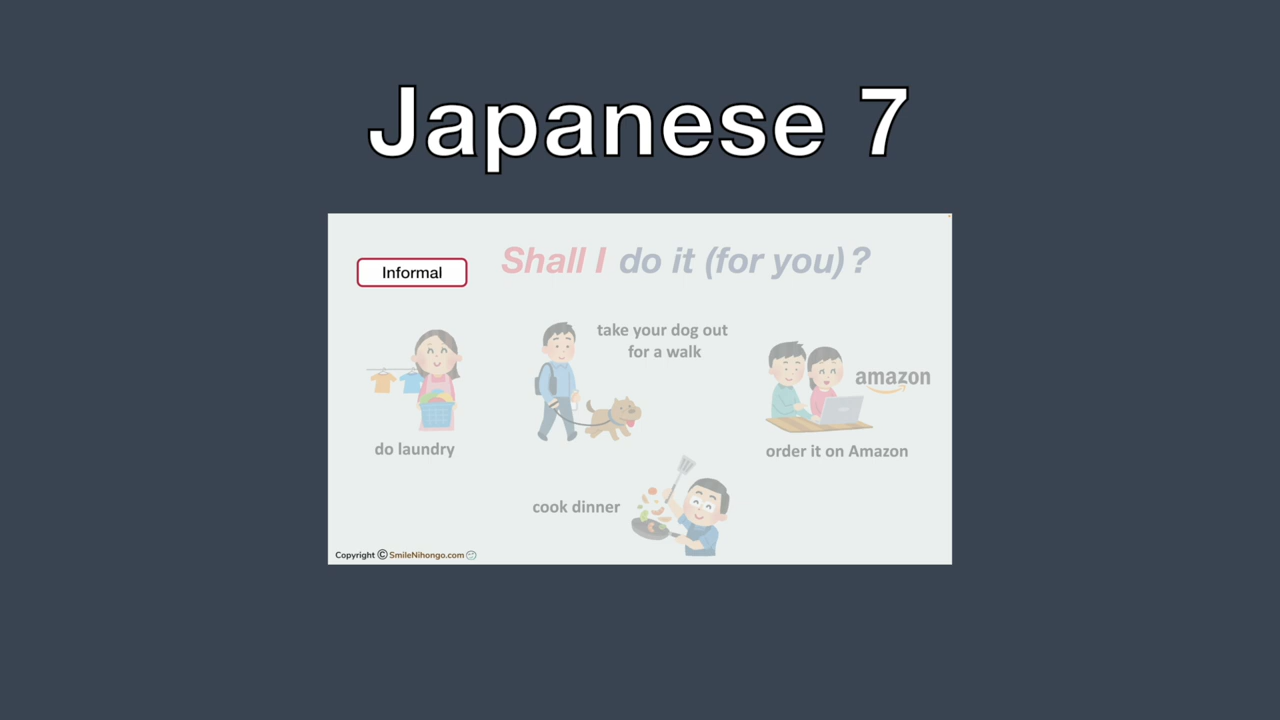 Japanese 7
Shall I do it (for you)?
Informal
take your dog out
for a walk
amazon
do laundry
order it on Amazon
cook dinner
Copyright © SmileNihongo.com